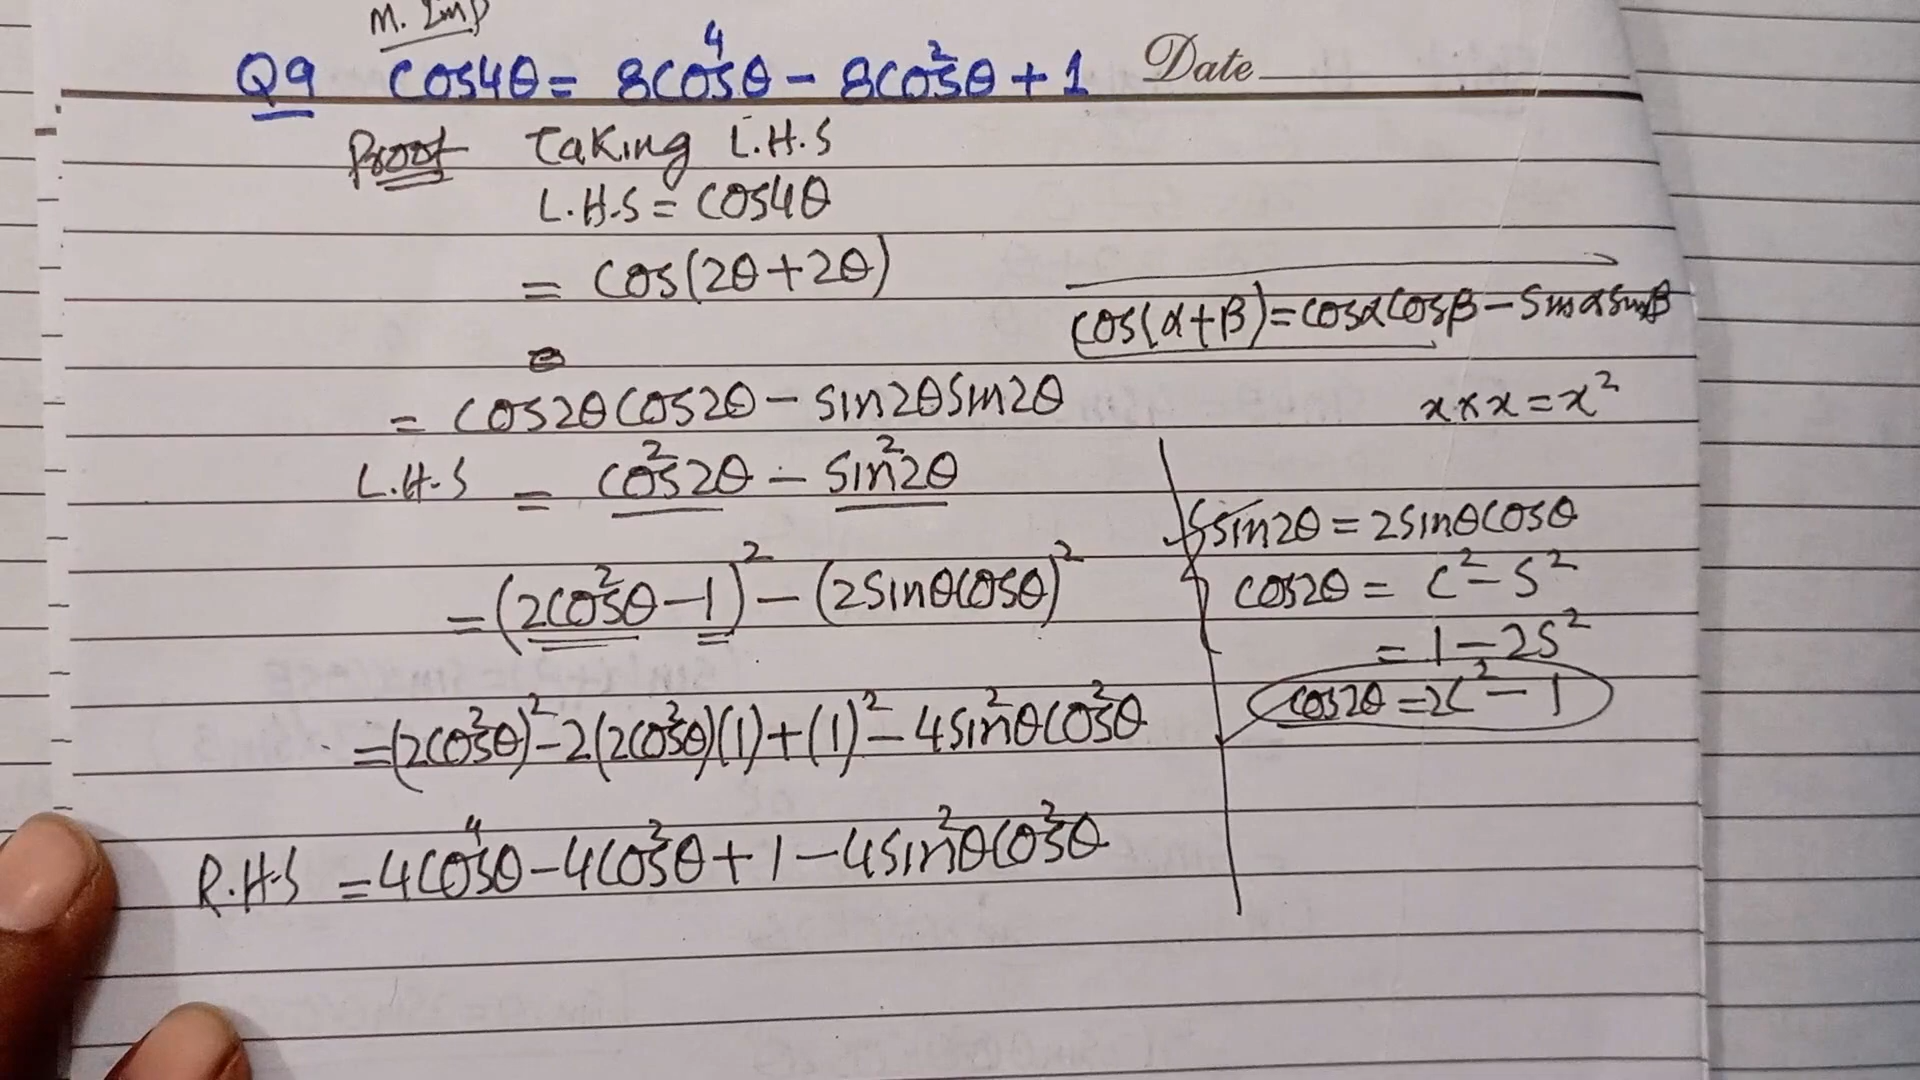 M. Imp
Q9 cos4θ = 8cos⁴θ - 8cos²θ + 1 Date
Proof Taking L.H.S
L.H.S = cos4θ
= cos(2θ+2θ)
cos(α+β)=cosαcosβ-sinαsinβ
=
= cos2θcos2θ - sin2θsin2θ
x×x=x²
L.H.S = cos²2θ - sin²2θ
sin2θ = 2sinθcosθ
= (2cos²θ-1)² - (2sinθcosθ)²
cos2θ = c²-s²
= 1-2s²
cos2θ = 2c²-1
= (2cos²θ)² - 2(2cos²θ)(1) + (1)² - 4sin²θcos²θ
R.H.S = 4cos⁴θ - 4cos²θ + 1 - 4sin²θcos²θ